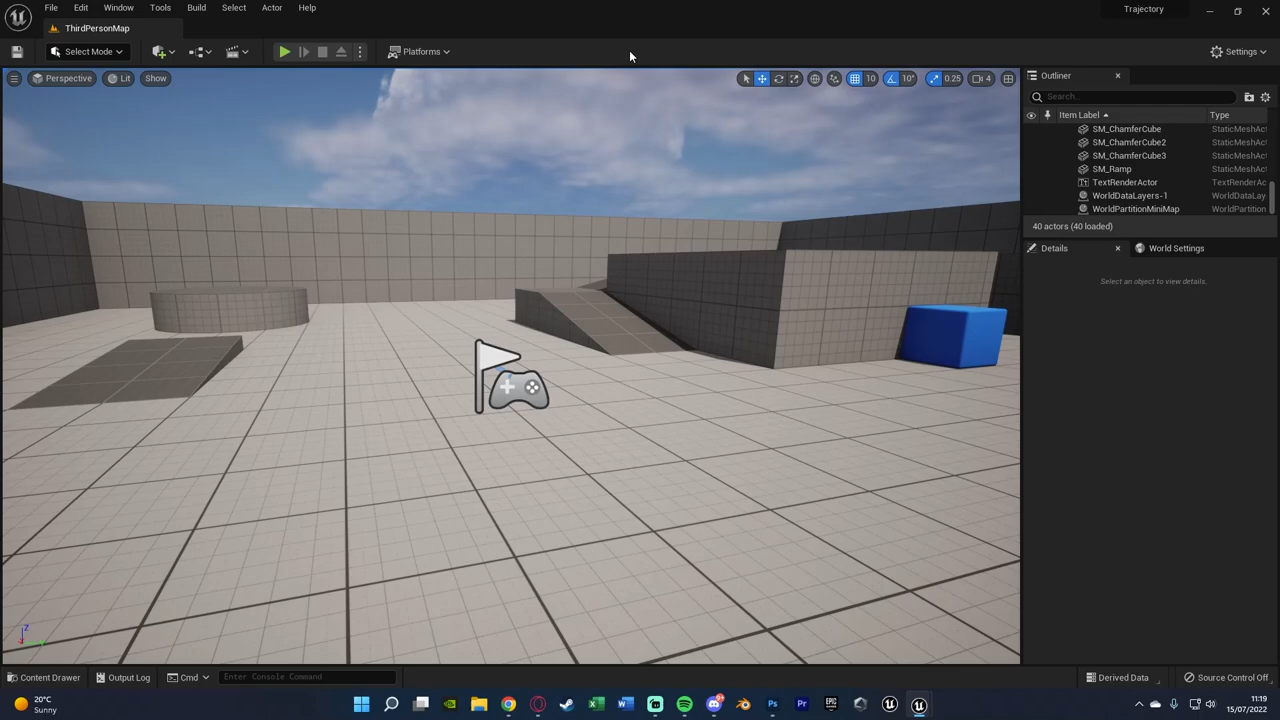 File Edit Window Tools Build Select Actor Help
Trajectory
ThirdPersonMap
Select Mode
Platforms
Settings
Perspective Lit Show
10 10° 0.25 4
Outliner
Search...
Item Label Type
SM_ChamferCube StaticMeshAct
SM_ChamferCube2 StaticMeshAct
SM_ChamferCube3 StaticMeshAct
SM_Ramp StaticMeshAct
TextRenderActor TextRenderAc
WorldDataLayers-1 WorldDataLay
WorldPartitionMiniMap WorldPartition
40 actors (40 loaded)
Details World Settings
Select an object to view details.
Z
Content Drawer Output Log Cmd Enter Console Command
Derived Data Source Control Off
20°C
Sunny
11:19
15/07/2022